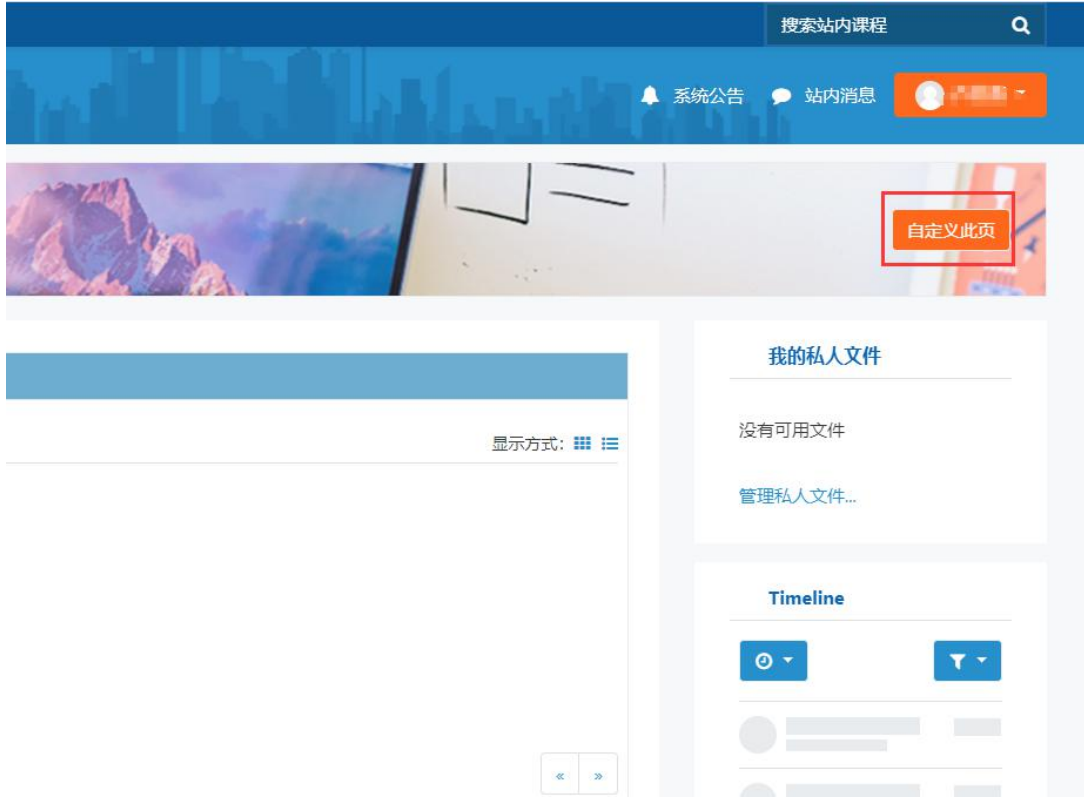 搜索站内课程
系统公告 站内消息
自定义此页
我的私人文件
没有可用文件
显示方式:
管理私人文件...
Timeline
« »